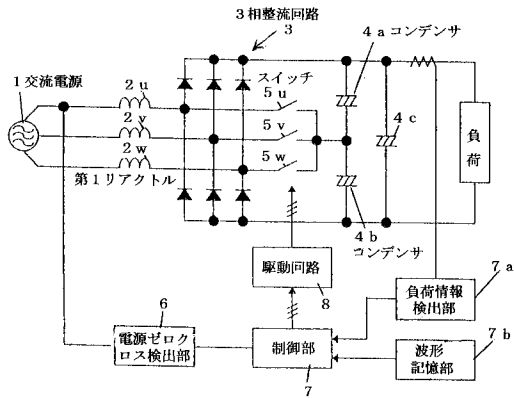 3相整流回路
3
4aコンデンサ
1交流電源
2u
スイッチ
5u
2v
5v
4c
負荷
2w
5w
第1リアクトル
4b
コンデンサ
駆動回路
8
7a
負荷情報
検出部
6
電源ゼロク
ロス検出部
制御部
7
7b
波形
記憶部